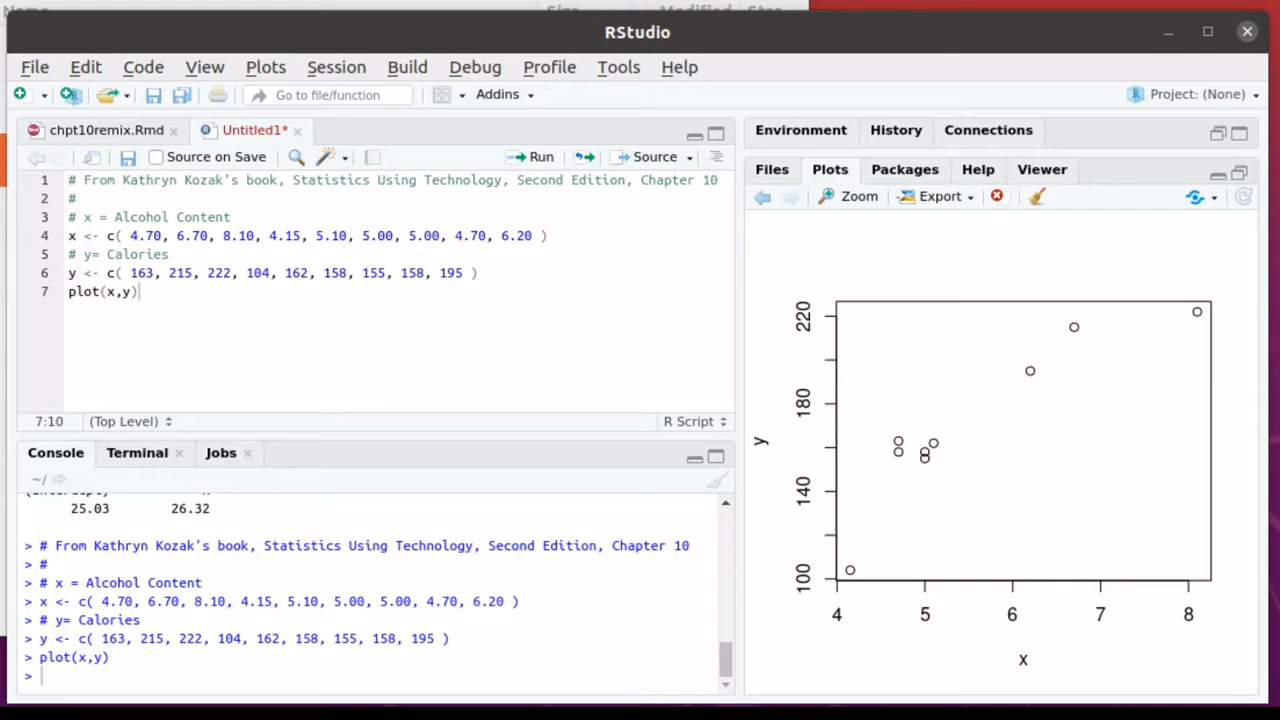 Name Size Modified Star
RStudio
File Edit Code View Plots Session Build Debug Profile Tools Help
Go to file/function Addins Project: (None)
chpt10remix.Rmd Untitled1*
Source on Save Run Source
1 # From Kathryn Kozak's book, Statistics Using Technology, Second Edition, Chapter 10
2 #
3 # x = Alcohol Content
4 x <- c( 4.70, 6.70, 8.10, 4.15, 5.10, 5.00, 5.00, 4.70, 6.20 )
5 # y= Calories
6 y <- c( 163, 215, 222, 104, 162, 158, 155, 158, 195 )
7 plot(x,y)
7:10 (Top Level) R Script
Console Terminal Jobs
~/
25.03 26.32
> # From Kathryn Kozak's book, Statistics Using Technology, Second Edition, Chapter 10
> #
> # x = Alcohol Content
> x <- c( 4.70, 6.70, 8.10, 4.15, 5.10, 5.00, 5.00, 4.70, 6.20 )
> # y= Calories
> y <- c( 163, 215, 222, 104, 162, 158, 155, 158, 195 )
> plot(x,y)
>
Environment History Connections
Files Plots Packages Help Viewer
Zoom Export
220
180
140
100
y
4 5 6 7 8
x